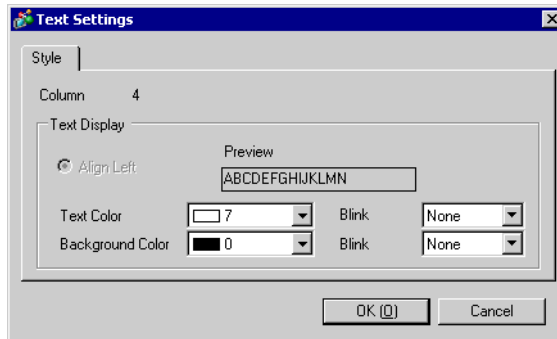 Text Settings
Style
Column 4
Text Display
Preview
Align Left
ABCDEFGHIJKLMN
Text Color 7 Blink None
Background Color 0 Blink None
OK (O) Cancel